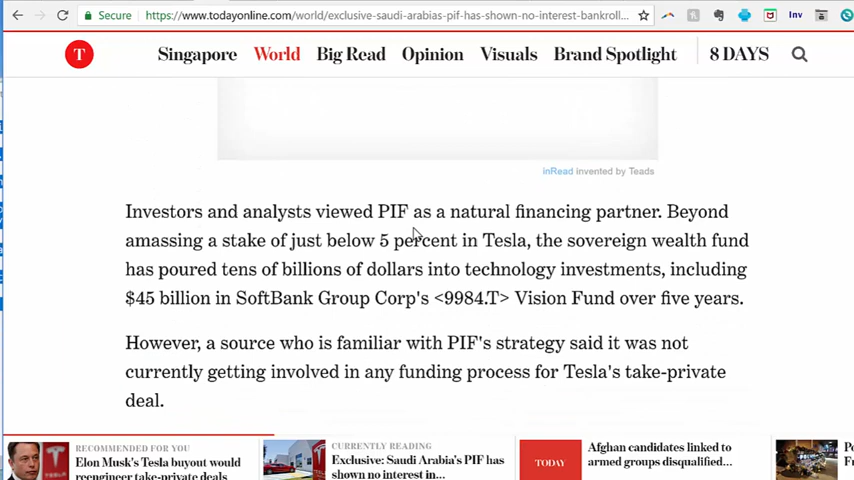 Secure https://www.todayonline.com/world/exclusive-saudi-arabias-pif-has-shown-no-interest-bankroll...
Inv
T Singapore World Big Read Opinion Visuals Brand Spotlight 8 DAYS
inRead invented by Teads
Investors and analysts viewed PIF as a natural financing partner. Beyond
amassing a stake of just below 5 percent in Tesla, the sovereign wealth fund
has poured tens of billions of dollars into technology investments, including
$45 billion in SoftBank Group Corp's <9984.T> Vision Fund over five years.
However, a source who is familiar with PIF's strategy said it was not
currently getting involved in any funding process for Tesla's take-private
deal.
RECOMMENDED FOR YOU
Elon Musk's Tesla buyout would
reengineer take-private deals
CURRENTLY READING
Exclusive: Saudi Arabia's PIF has
shown no interest in...
TODAY
Afghan candidates linked to
armed groups disqualified...